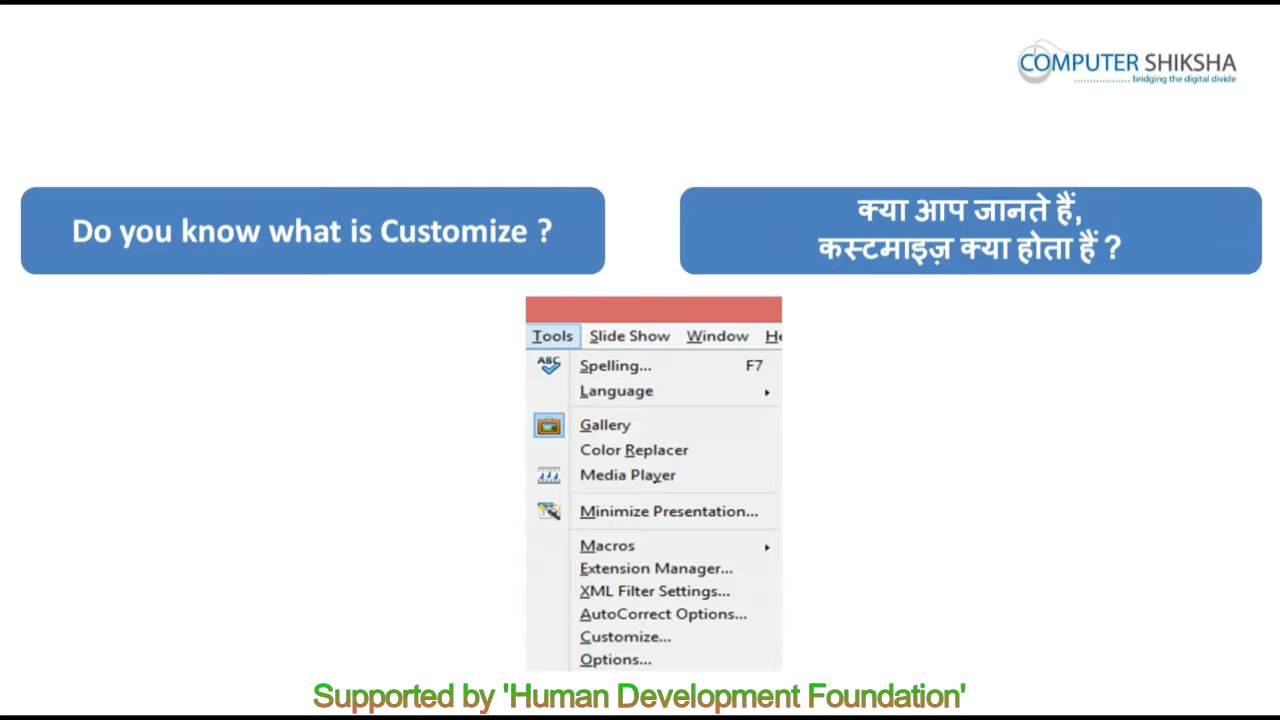 COMPUTER SHIKSHA
bridging the digital divide
Do you know what is Customize ?
क्या आप जानते हैं,
कस्टमाइज़ क्या होता हैं ?
Tools Slide Show Window He
ABC Spelling... F7
Language
Gallery
Color Replacer
Media Player
Minimize Presentation...
Macros
Extension Manager...
XML Filter Settings...
AutoCorrect Options...
Customize...
Options...
Supported by 'Human Development Foundation'